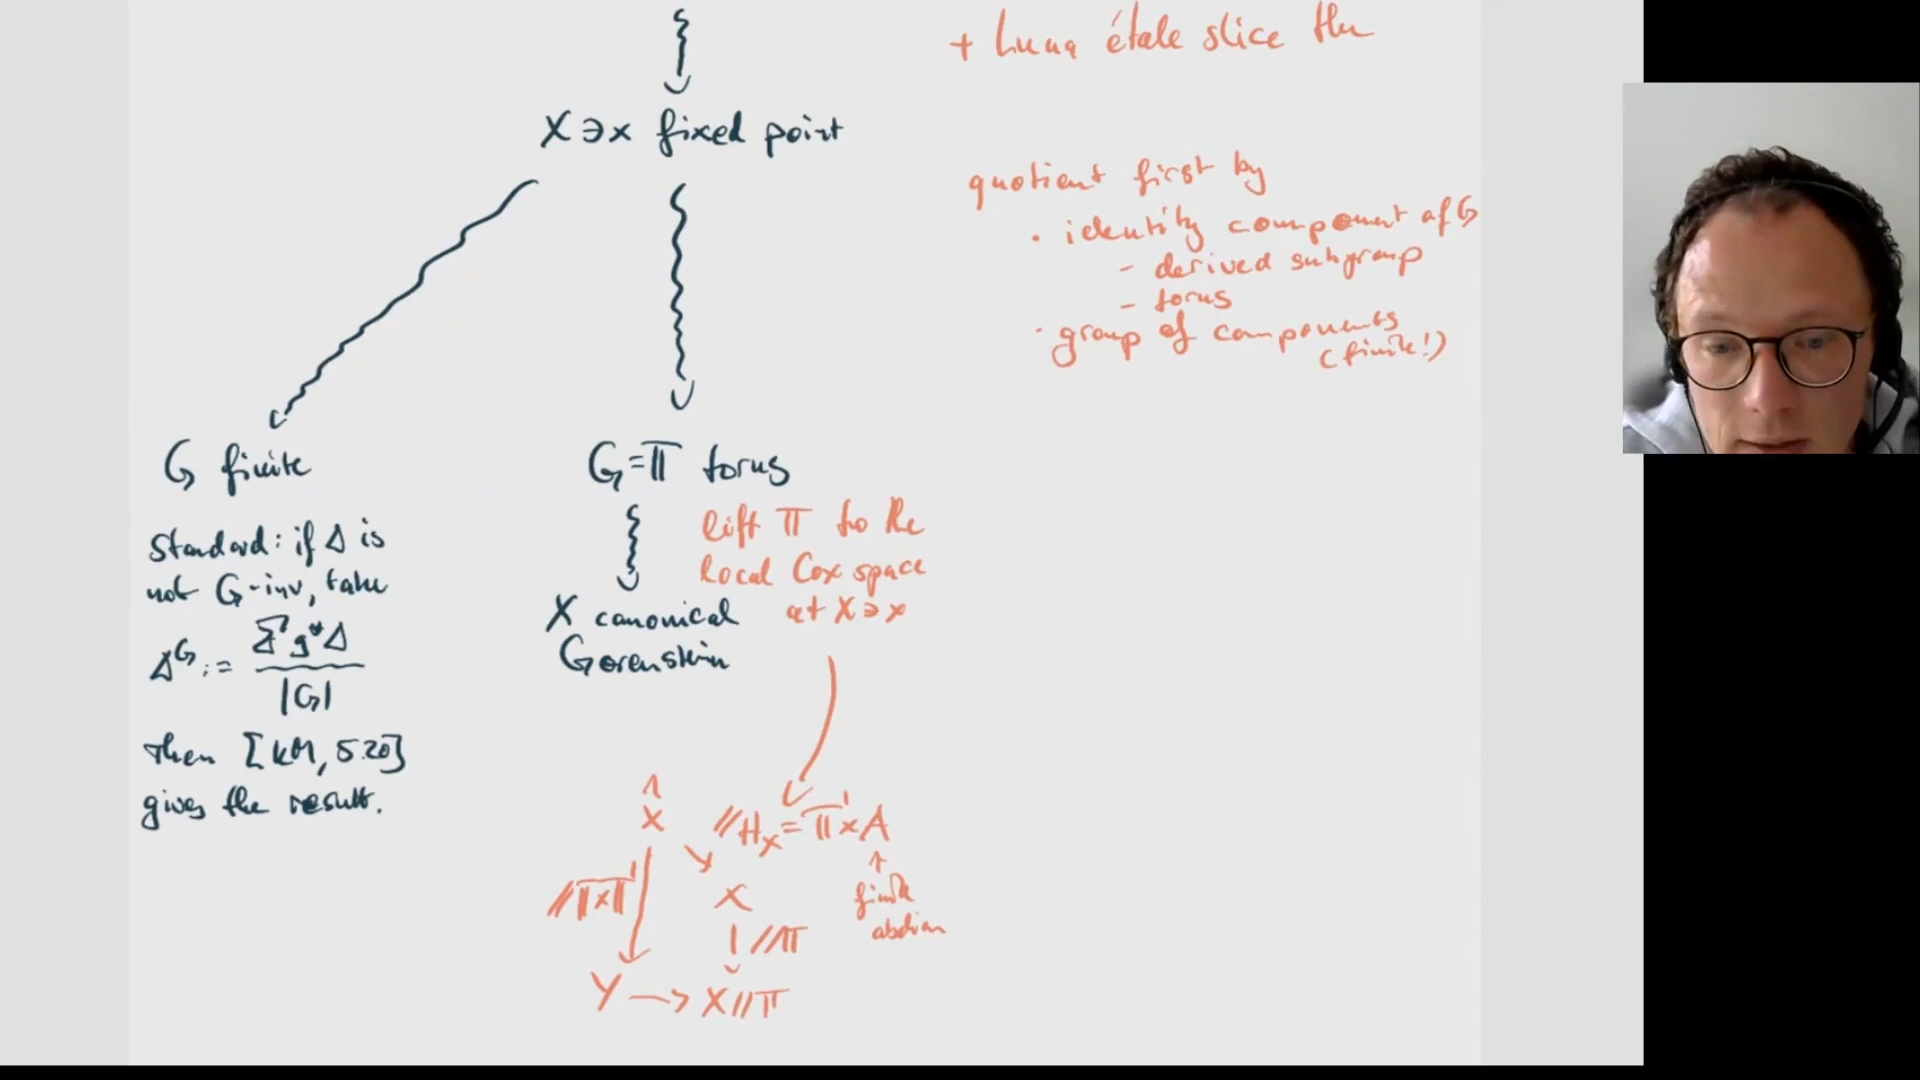 + Luna étale slice thm
X ∋ x fixed point
quotient first by
• identity component of G
- derived subgroup
- torus
• group of components
(finite!)
G finite
Standard: if Δ is
not G-inv, take
Δᴳ := Σ g*Δ / |G|
then [KM, 5.20]
gives the result.
G = 𝕋 torus
lift 𝕋 to the
local Cox space
at X ∋ x
X canonical
Gorenstein
X̂ //Hₓ = 𝕋' × A
↑
finite
abelian
//𝕋×𝕋'
X
//𝕋
Y → X//𝕋